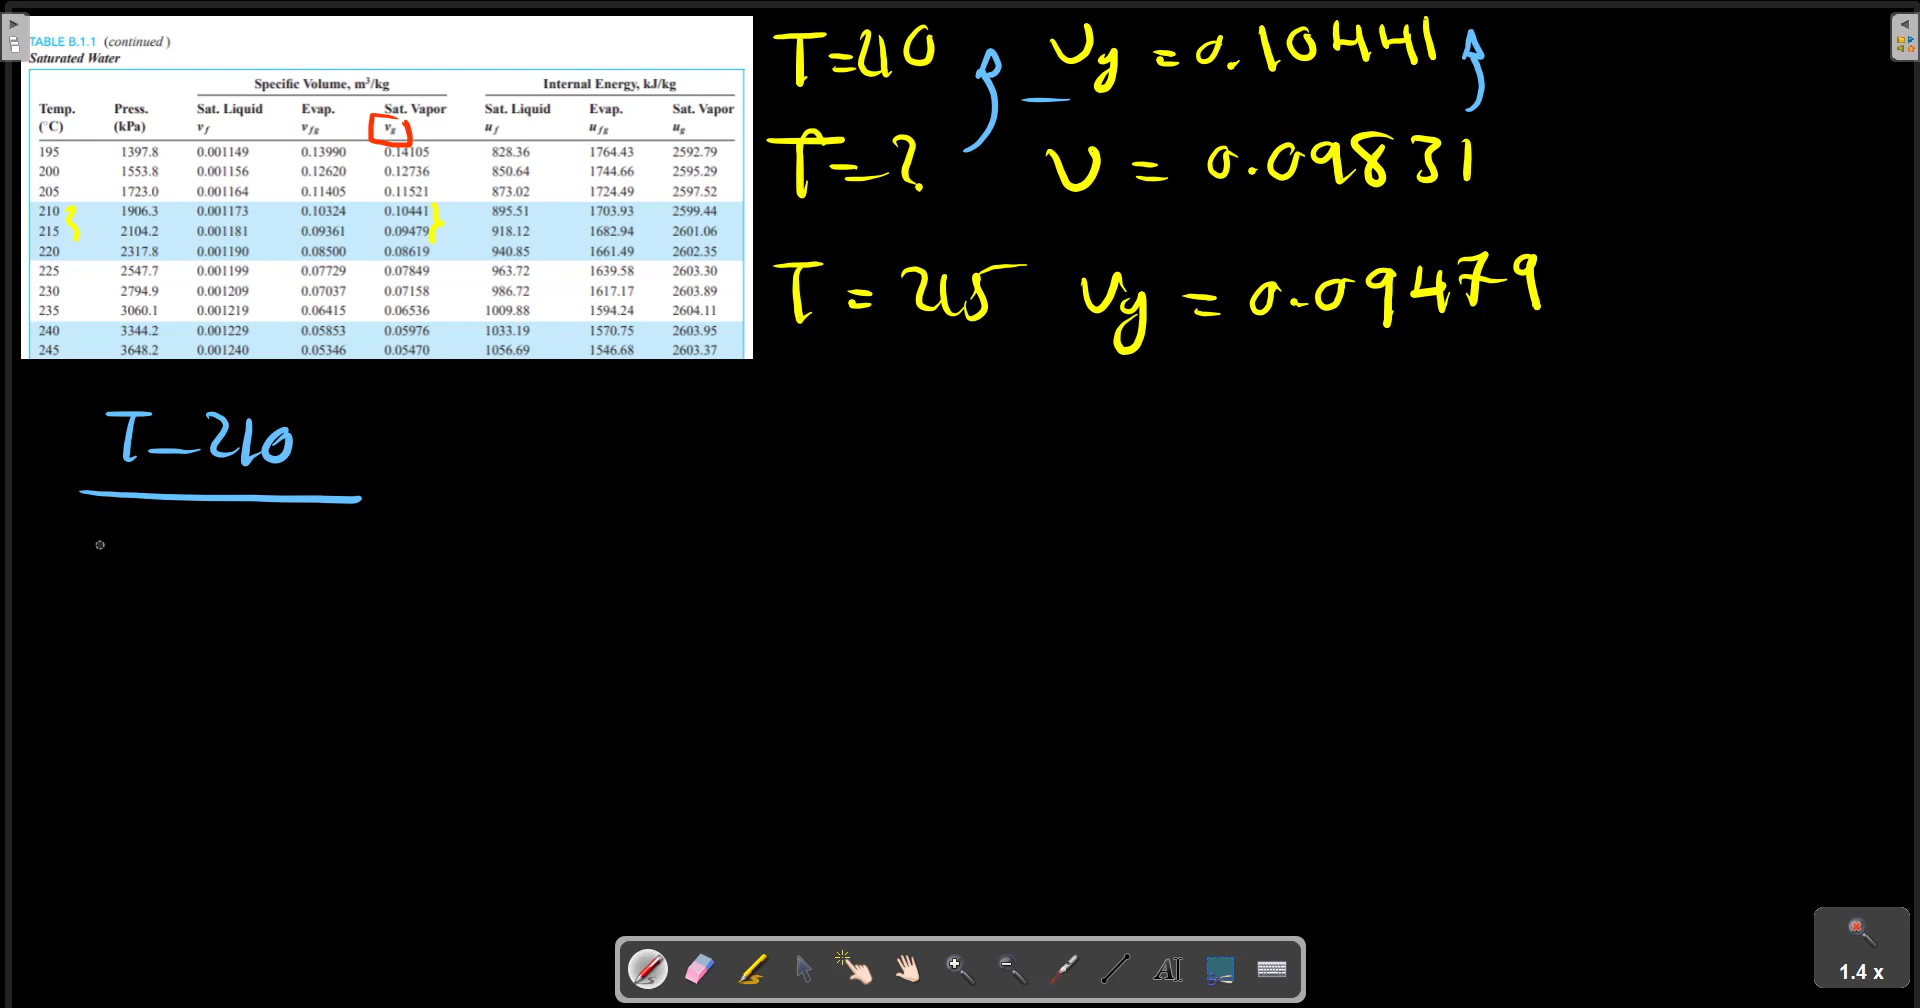 TABLE B.1.1 (continued)
Saturated Water
Specific Volume, m³/kg Internal Energy, kJ/kg
Temp. Press. Sat. Liquid Evap. Sat. Vapor Sat. Liquid Evap. Sat. Vapor
(°C) (kPa) vf vfg vg uf ufg ug
195 1397.8 0.001149 0.13990 0.14105 828.36 1764.43 2592.79
200 1553.8 0.001156 0.12620 0.12736 850.64 1744.66 2595.29
205 1723.0 0.001164 0.11405 0.11521 873.02 1724.49 2597.52
210 1906.3 0.001173 0.10324 0.10441 895.51 1703.93 2599.44
215 2104.2 0.001181 0.09361 0.09479 918.12 1682.94 2601.06
220 2317.8 0.001190 0.08500 0.08619 940.85 1661.49 2602.35
225 2547.7 0.001199 0.07729 0.07849 963.72 1639.58 2603.30
230 2794.9 0.001209 0.07037 0.07158 986.72 1617.17 2603.89
235 3060.1 0.001219 0.06415 0.06536 1009.88 1594.24 2604.11
240 3344.2 0.001229 0.05853 0.05976 1033.19 1570.75 2603.95
245 3648.2 0.001240 0.05346 0.05470 1056.69 1546.68 2603.37
T=210 vg = 0.10441
T=? v = 0.09831
T = 215 vg = 0.09479
T-210
AI
1.4 x